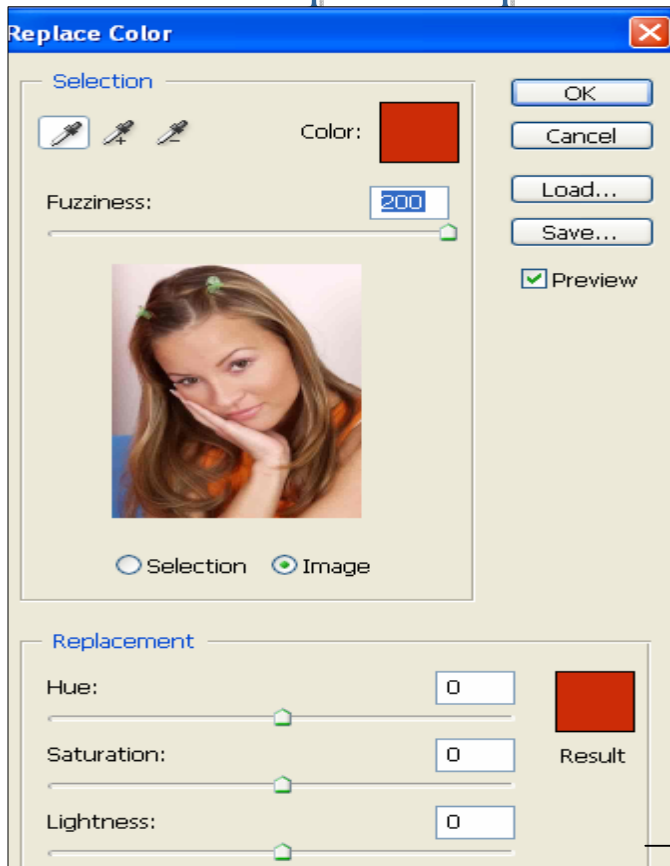 Replace Color
Selection
OK
Color:
Cancel
Fuzziness: 200
Load...
Save...
Preview
Selection Image
Replacement
Hue: 0
Saturation: 0
Result
Lightness: 0